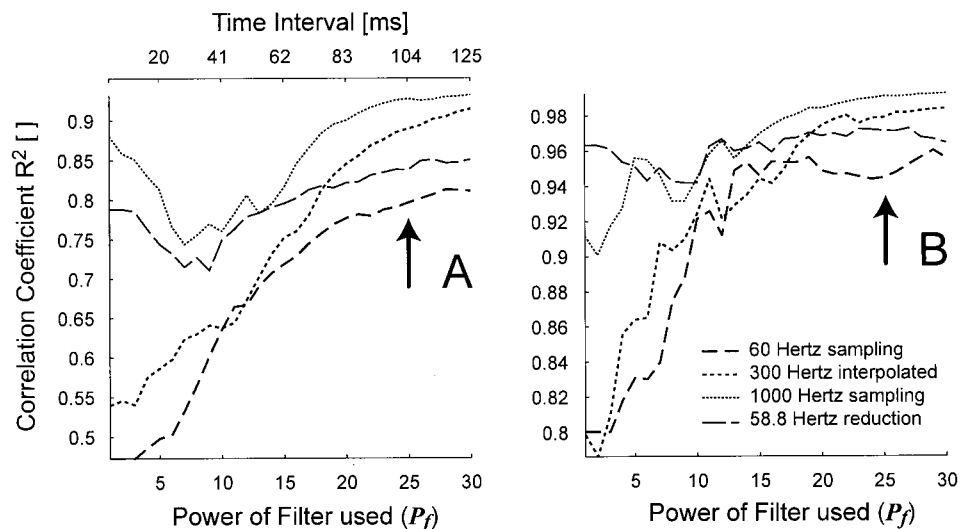 Time Interval [ms]
20 41 62 83 104 125
Correlation Coefficient R² [ ]
0.9
0.85
0.8
0.75
0.7
0.65
0.6
0.55
0.5
A
5 10 15 20 25 30
Power of Filter used (Pf)
0.98
0.96
0.94
0.92
0.9
0.88
0.86
0.84
0.82
0.8
B
60 Hertz sampling
300 Hertz interpolated
1000 Hertz sampling
58.8 Hertz reduction
5 10 15 20 25 30
Power of Filter used (Pf)